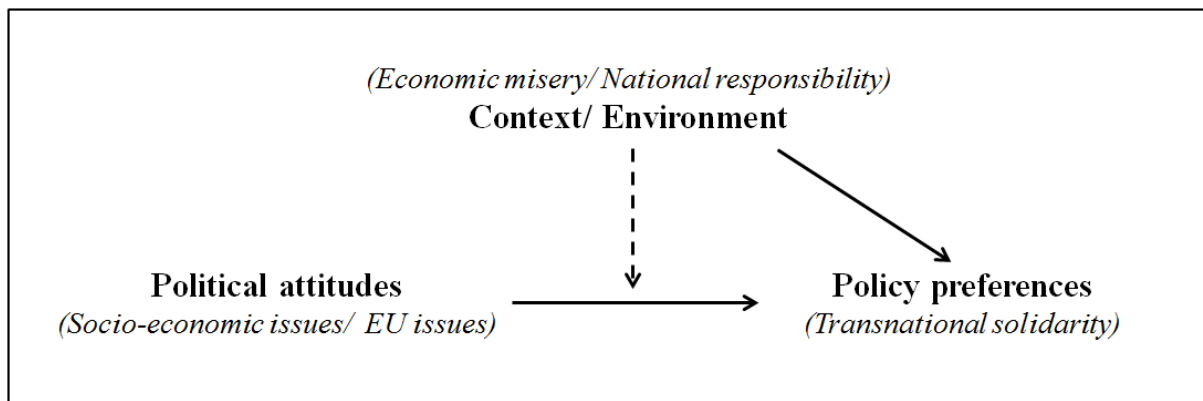 (Economic misery/ National responsibility)
Context/ Environment
Political attitudes
(Socio-economic issues/ EU issues)
Policy preferences
(Transnational solidarity)